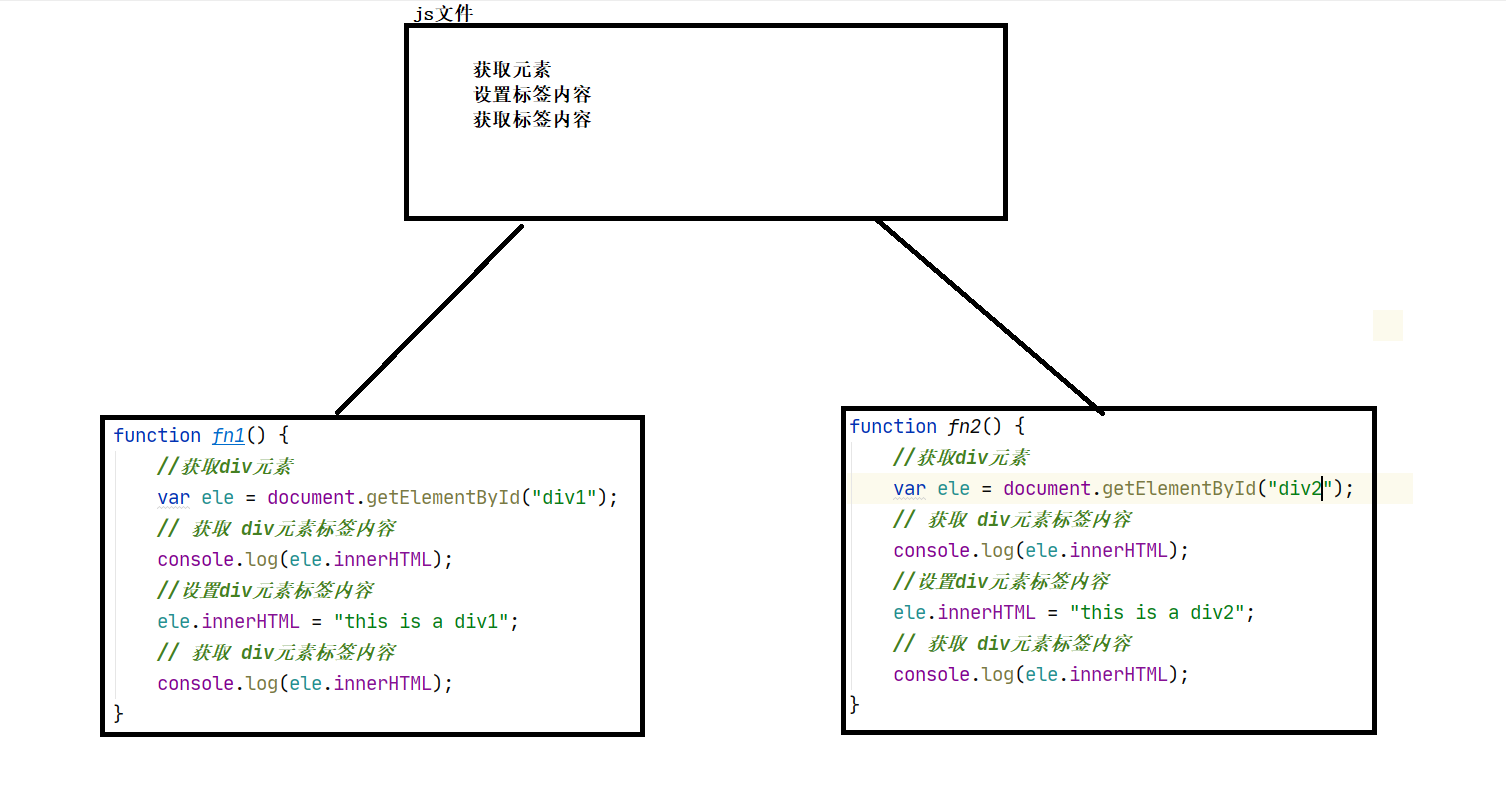 js文件
获取元素
设置标签内容
获取标签内容
function fn1() {
//获取div元素
var ele = document.getElementById("div1");
// 获取 div元素标签内容
console.log(ele.innerHTML);
//设置div元素标签内容
ele.innerHTML = "this is a div1";
// 获取 div元素标签内容
console.log(ele.innerHTML);
}
function fn2() {
//获取div元素
var ele = document.getElementById("div2");
// 获取 div元素标签内容
console.log(ele.innerHTML);
//设置div元素标签内容
ele.innerHTML = "this is a div2";
// 获取 div元素标签内容
console.log(ele.innerHTML);
}